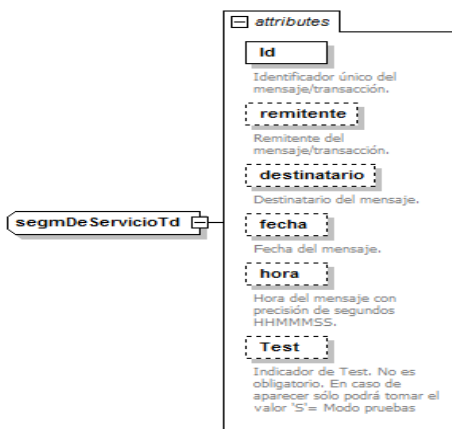 attributes
Id
Identificador único del
mensaje/transacción.
remitente
Remitente del
mensaje/transacción.
destinatario
Destinatario del mensaje.
segmDeServicioTd
fecha
Fecha del mensaje.
hora
Hora del mensaje con
precisión de segundos
HHMMMSS.
Test
Indicador de Test. No es
obligatorio. En caso de
aparecer sólo podrá tomar el
valor 'S'= Modo pruebas